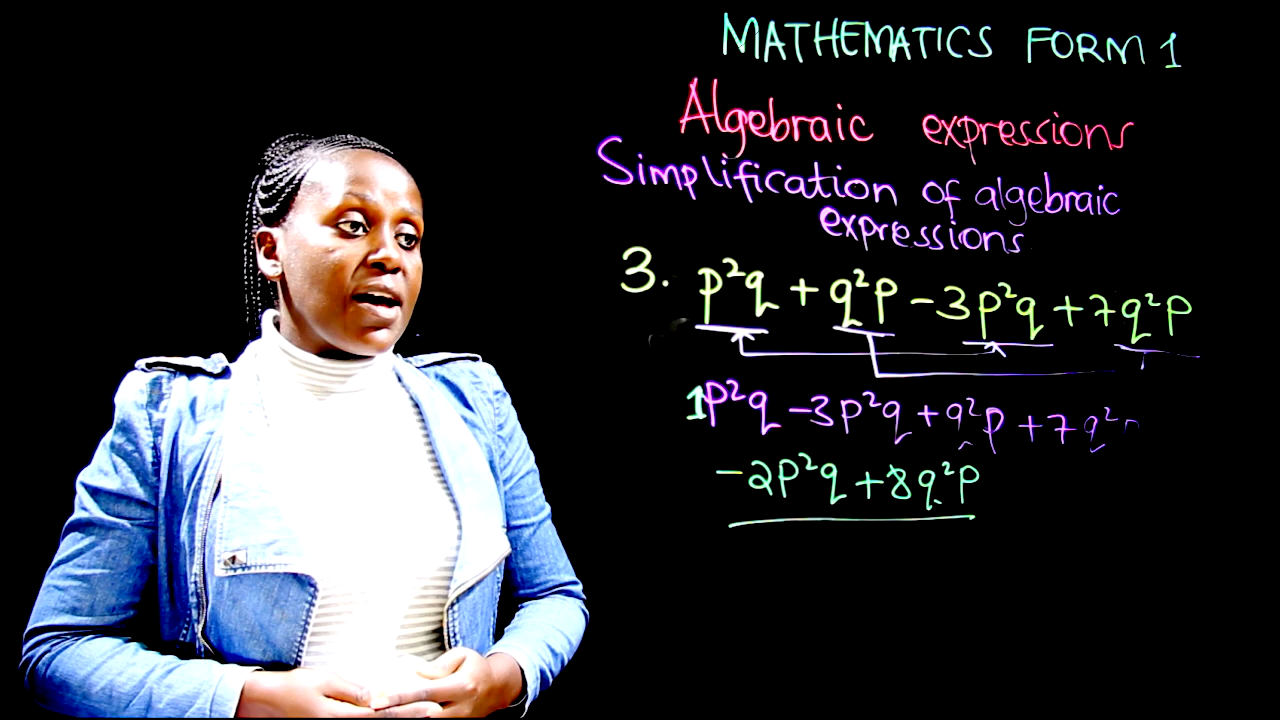 MATHEMATICS FORM 1
Algebraic expressions
Simplification of algebraic
expressions
3. p²q + q²p - 3p²q + 7q²p
1p²q - 3p²q + q²p + 7q²
-2p²q + 8q²p